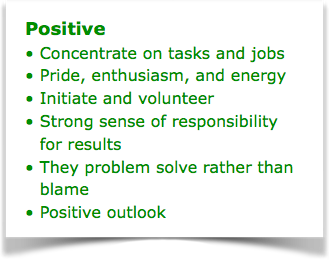 Positive
• Concentrate on tasks and jobs
• Pride, enthusiasm, and energy
• Initiate and volunteer
• Strong sense of responsibility
for results
• They problem solve rather than
blame
• Positive outlook